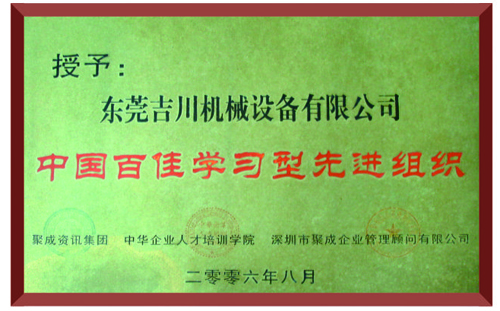 授予：
东莞吉川机械设备有限公司
中国百佳学习型先进组织
聚成资讯集团 中华企业人才培训学院 深圳市聚成企业管理顾问有限公司
二零零六年八月